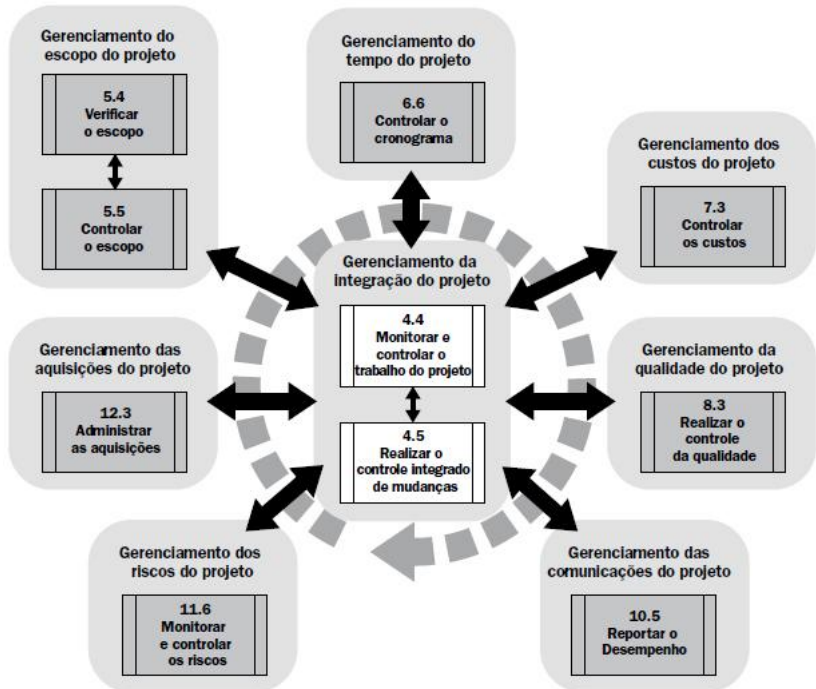 Gerenciamento do
escopo do projeto
5.4
Verificar
o escopo
5.5
Controlar
o escopo
Gerenciamento do
tempo do projeto
6.6
Controlar o
cronograma
Gerenciamento dos
custos do projeto
7.3
Controlar
os custos
Gerenciamento da
integração do projeto
4.4
Monitorar e
controlar o
trabalho do projeto
4.5
Realizar o
controle integrado
de mudanças
Gerenciamento das
aquisições do projeto
12.3
Administrar
as aquisições
Gerenciamento da
qualidade do projeto
8.3
Realizar o
controle
da qualidade
Gerenciamento dos
riscos do projeto
11.6
Monitorar
e controlar
os riscos
Gerenciamento das
comunicações do projeto
10.5
Reportar o
Desempenho